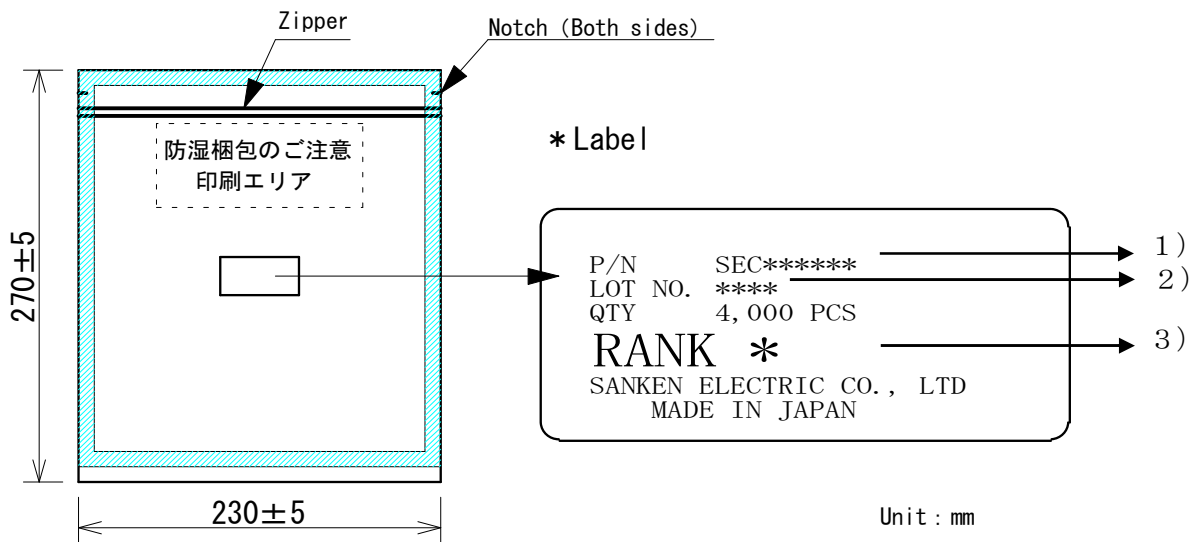 Zipper
Notch (Both sides)
防湿梱包のご注意
印刷エリア
270±5
230±5
*Label
P/N SEC******
LOT NO. ****
QTY 4,000 PCS
RANK *
SANKEN ELECTRIC CO., LTD
MADE IN JAPAN
1)
2)
3)
Unit : mm